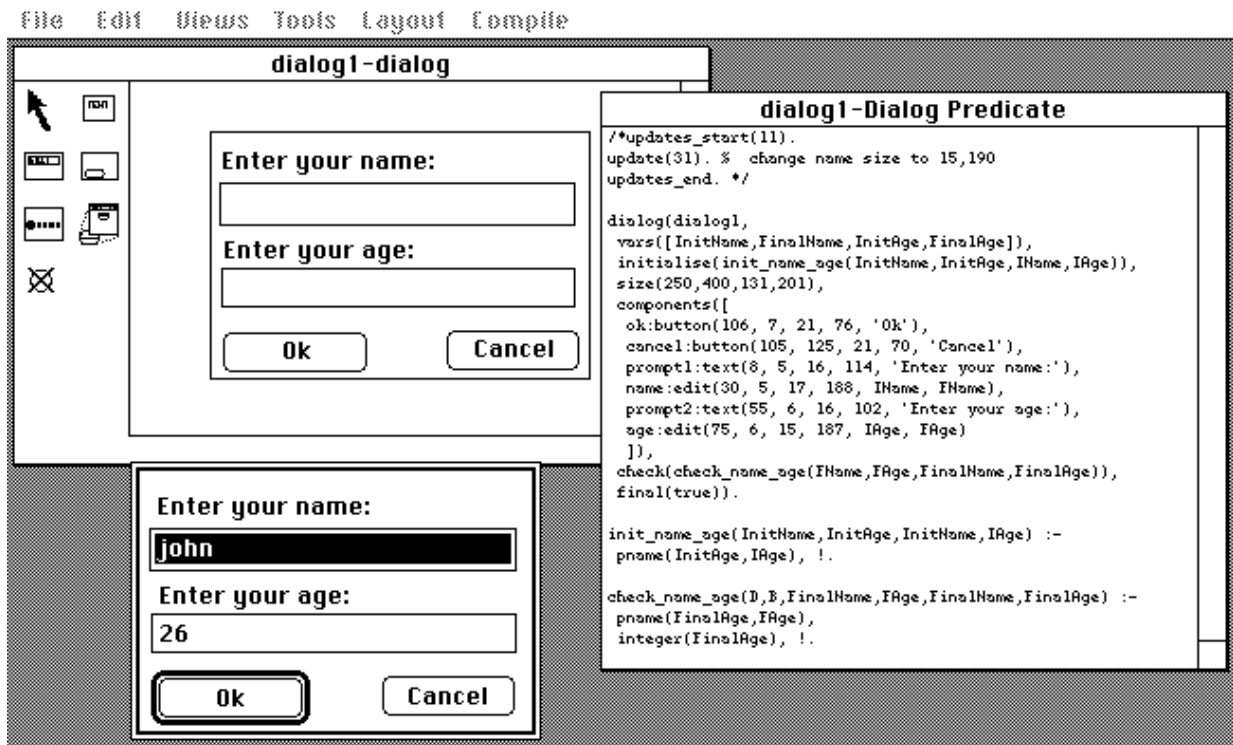 File Edit Views Tools Layout Compile
dialog1-dialog
TEXT
Enter your name:
Enter your age:
Ok Cancel
Enter your name:
john
Enter your age:
26
Ok Cancel
dialog1-Dialog Predicate
/*updates_start(11).
update(31). % change name size to 15,190
updates_end. */
dialog(dialog1,
vars([InitName,FinalName,InitAge,FinalAge]),
initialise(init_name_age(InitName,InitAge,IName,IAge)),
size(250,400,131,201),
components([
ok:button(106, 7, 21, 76, 'Ok'),
cancel:button(105, 125, 21, 70, 'Cancel'),
prompt1:text(8, 5, 16, 114, 'Enter your name:'),
name:edit(30, 5, 17, 188, IName, FName),
prompt2:text(55, 6, 16, 102, 'Enter your age:'),
age:edit(75, 6, 15, 187, IAge, FAge)
]),
check(check_name_age(FName,FAge,FinalName,FinalAge)),
final(true)).
init_name_age(InitName,InitAge,InitName,IAge) :-
pname(InitAge,IAge), !.
check_name_age(D,B,FinalName,FAge,FinalName,FinalAge) :-
pname(FinalAge,FAge),
integer(FinalAge), !.